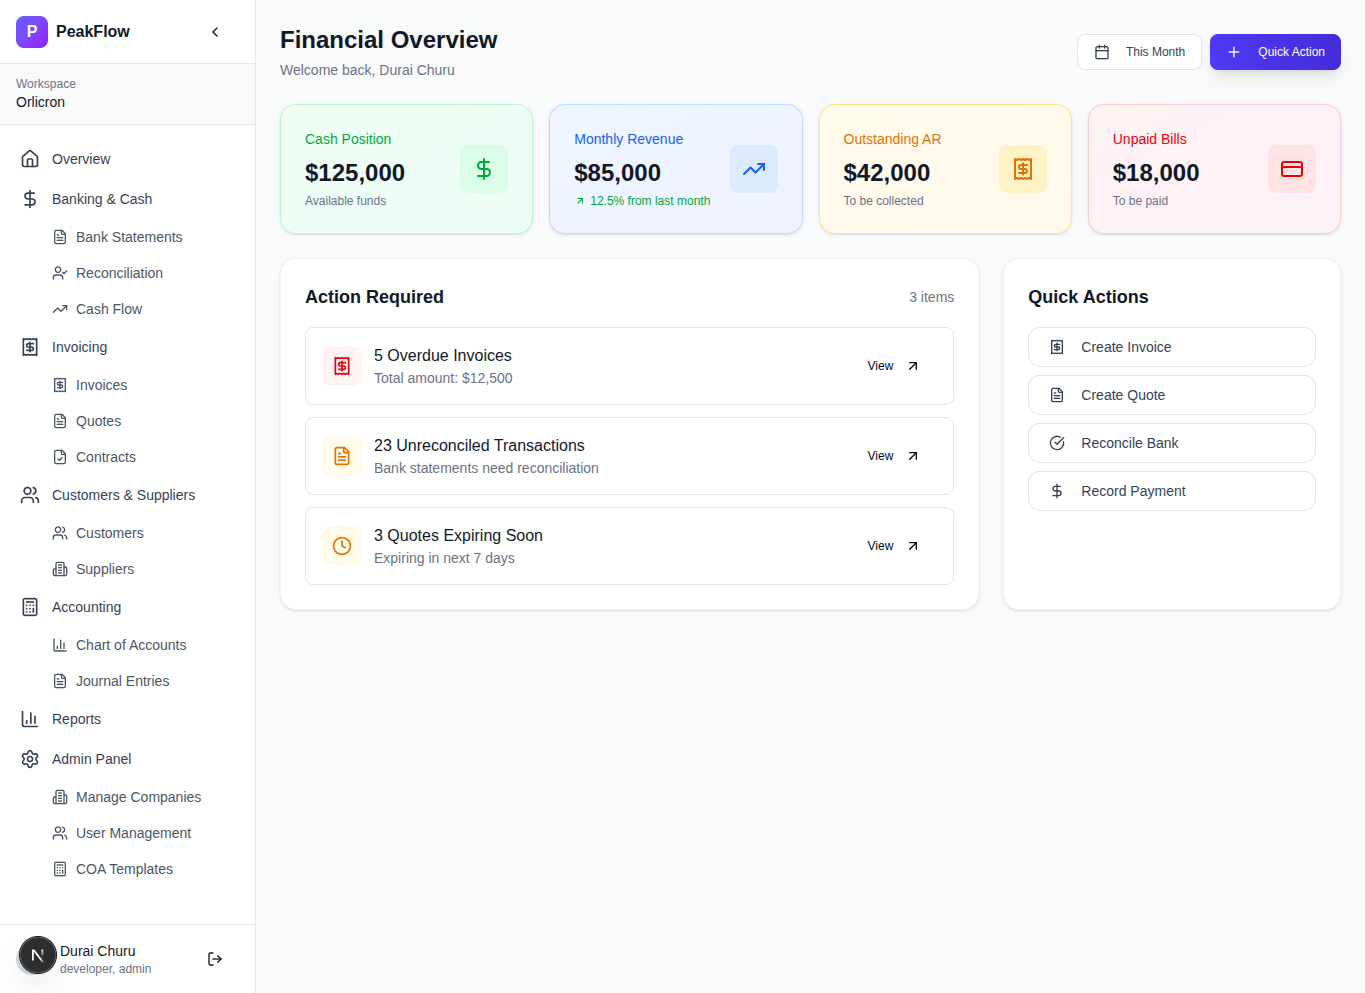 P PeakFlow
Workspace
Orlicron
Overview
Banking & Cash
Bank Statements
Reconciliation
Cash Flow
Invoicing
Invoices
Quotes
Contracts
Customers & Suppliers
Customers
Suppliers
Accounting
Chart of Accounts
Journal Entries
Reports
Admin Panel
Manage Companies
User Management
COA Templates
N
Durai Churu
developer, admin
Financial Overview
Welcome back, Durai Churu
This Month
Quick Action
Cash Position
$125,000
Available funds
Monthly Revenue
$85,000
12.5% from last month
Outstanding AR
$42,000
To be collected
Unpaid Bills
$18,000
To be paid
Action Required
3 items
5 Overdue Invoices
Total amount: $12,500
View
23 Unreconciled Transactions
Bank statements need reconciliation
View
3 Quotes Expiring Soon
Expiring in next 7 days
View
Quick Actions
Create Invoice
Create Quote
Reconcile Bank
Record Payment